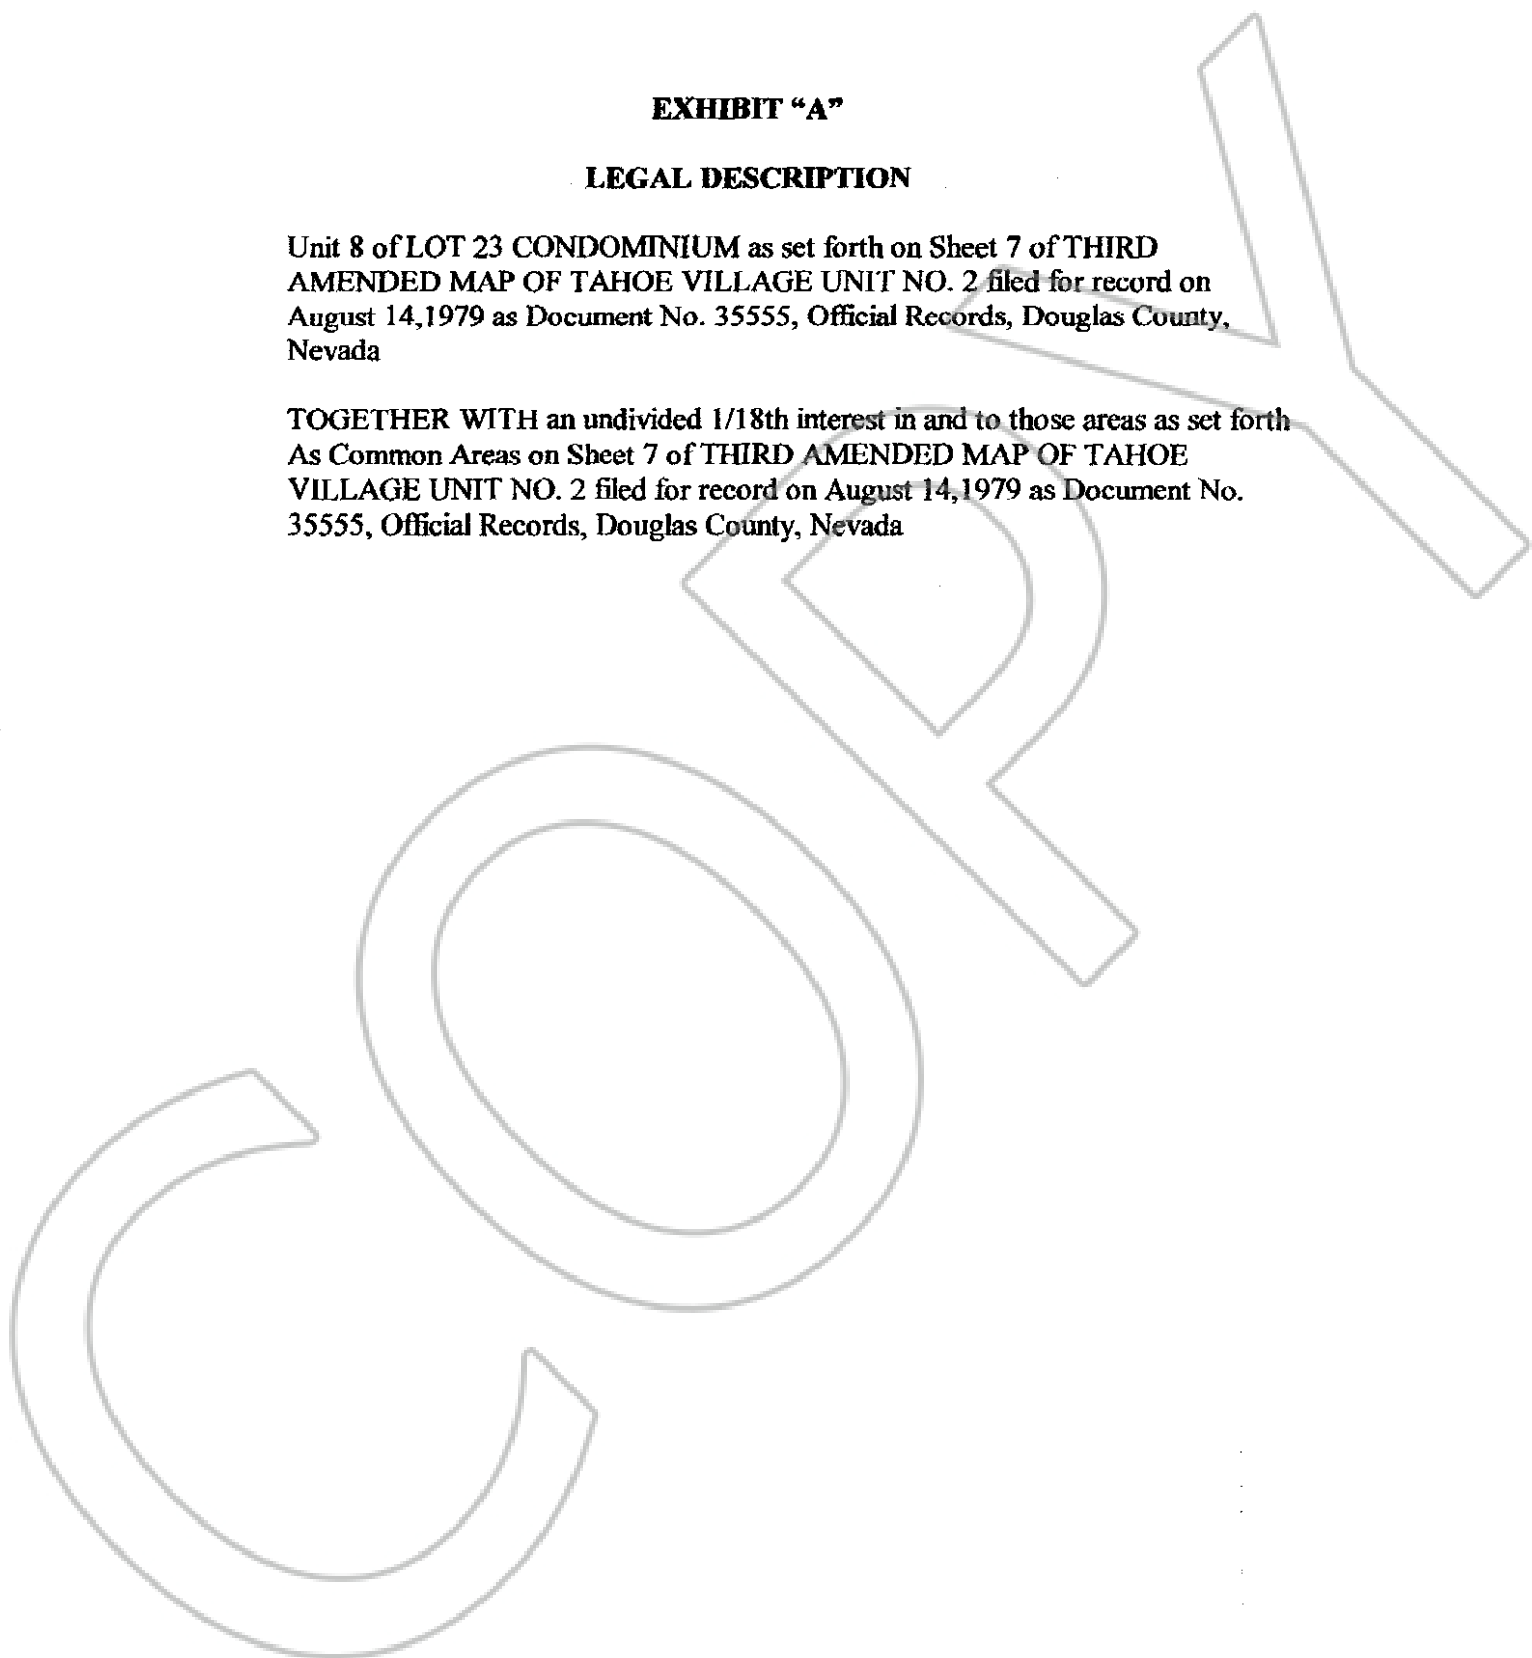 EXHIBIT “A”
LEGAL DESCRIPTION
Unit 8 of LOT 23 CONDOMINIUM as set forth on Sheet 7 of THIRD
AMENDED MAP OF TAHOE VILLAGE UNIT NO. 2 filed for record on
August 14,1979 as Document No. 35555, Official Records, Douglas County,
Nevada
TOGETHER WITH an undivided 1/18th interest in and to those areas as set forth
As Common Areas on Sheet 7 of THIRD AMENDED MAP OF TAHOE
VILLAGE UNIT NO. 2 filed for record on August 14,1979 as Document No.
35555, Official Records, Douglas County, Nevada
COPY